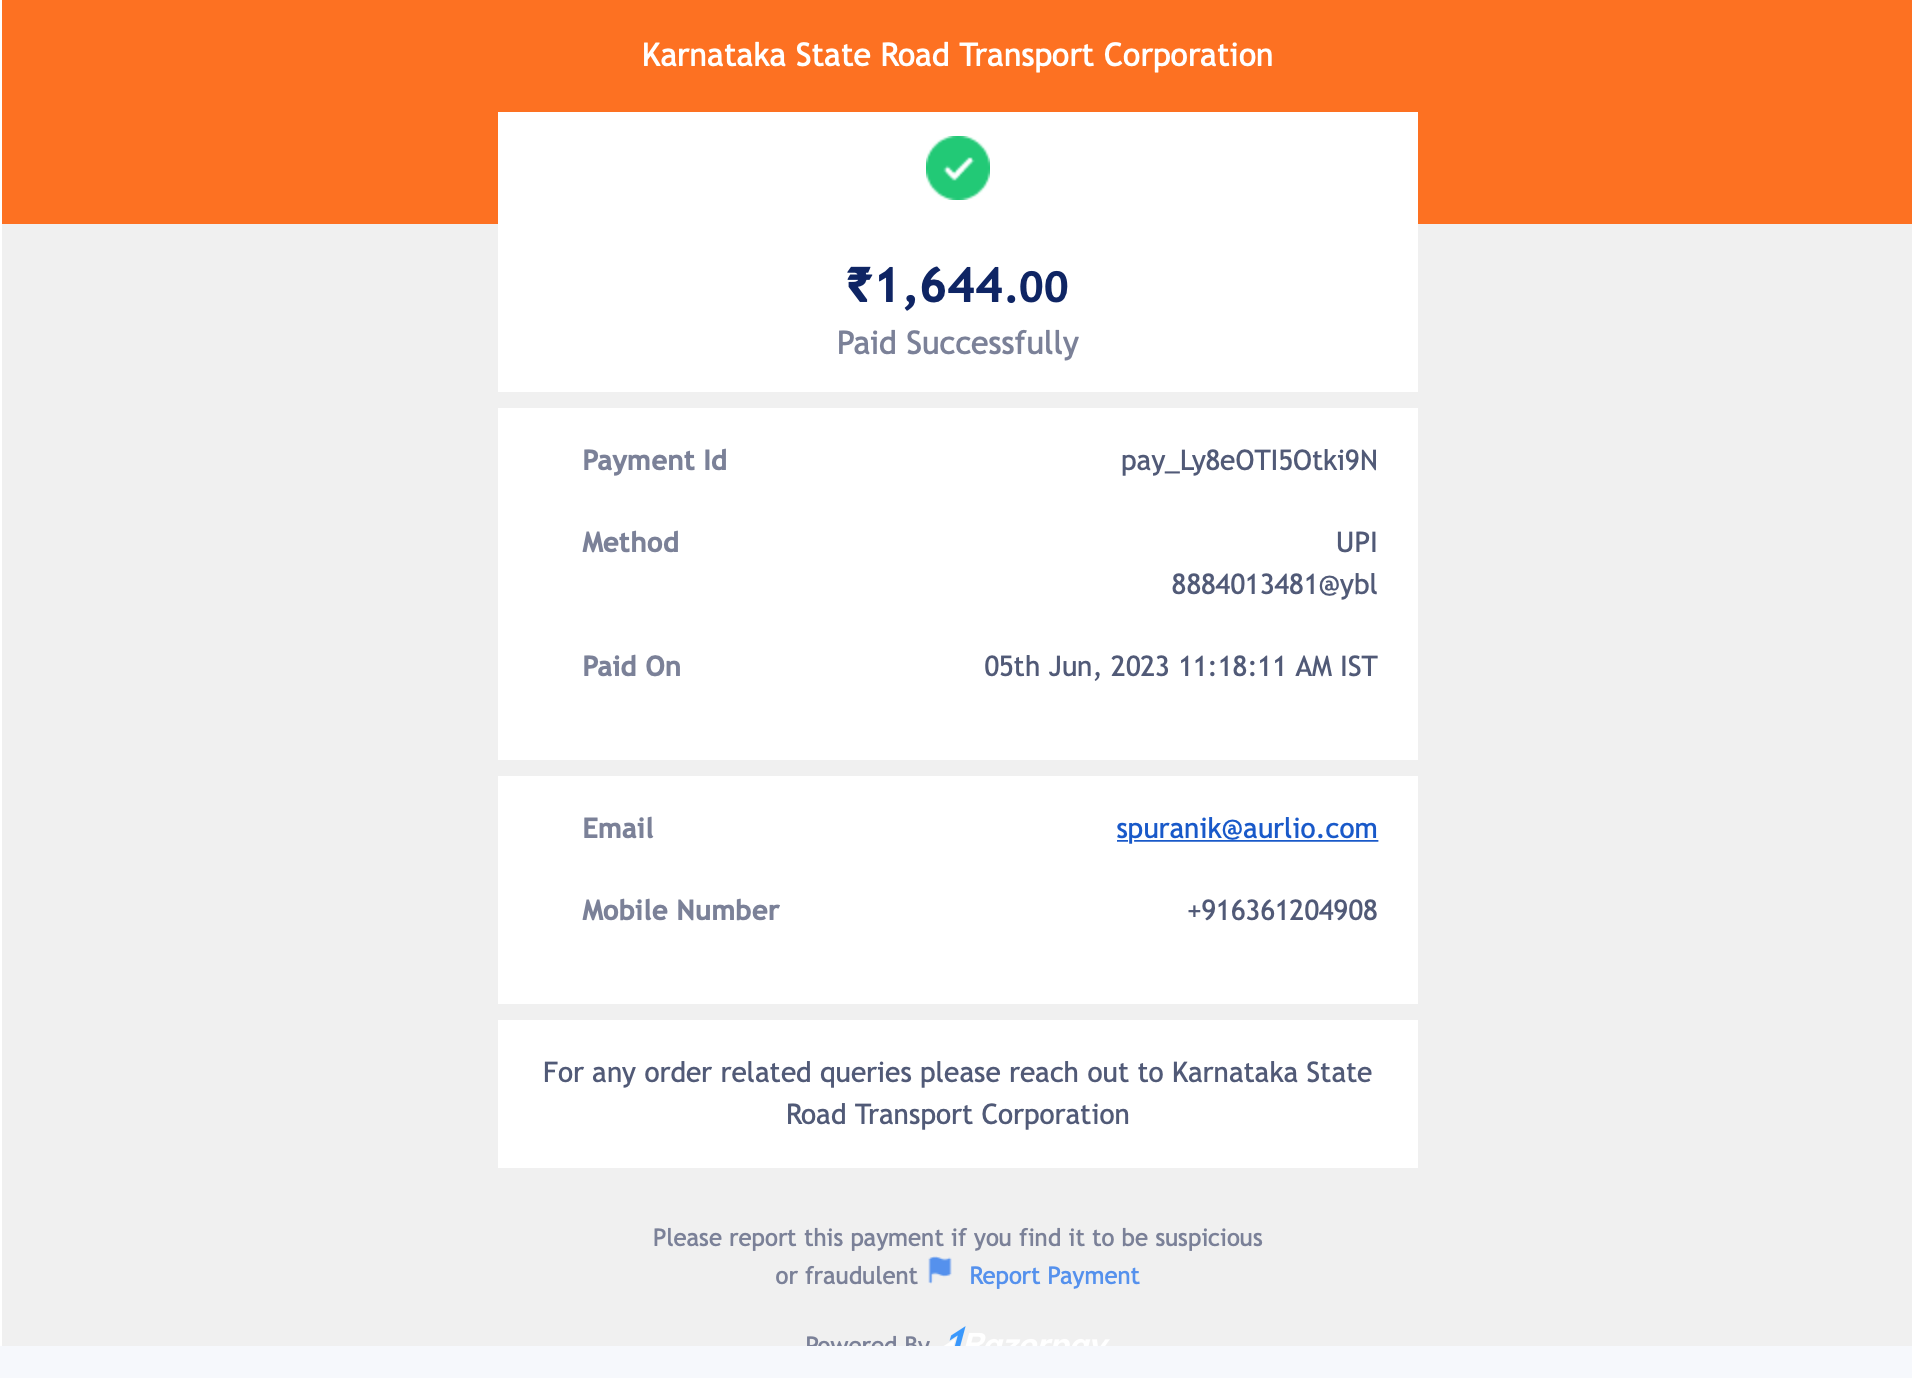 Karnataka State Road Transport Corporation
₹1,644.00
Paid Successfully
Payment Id pay_Ly8eOTI5Otki9N
Method UPI
8884013481@ybl
Paid On 05th Jun, 2023 11:18:11 AM IST
Email spuranik@aurlio.com
Mobile Number +916361204908
For any order related queries please reach out to Karnataka State
Road Transport Corporation
Please report this payment if you find it to be suspicious
or fraudulent Report Payment
Powered By Razorpay